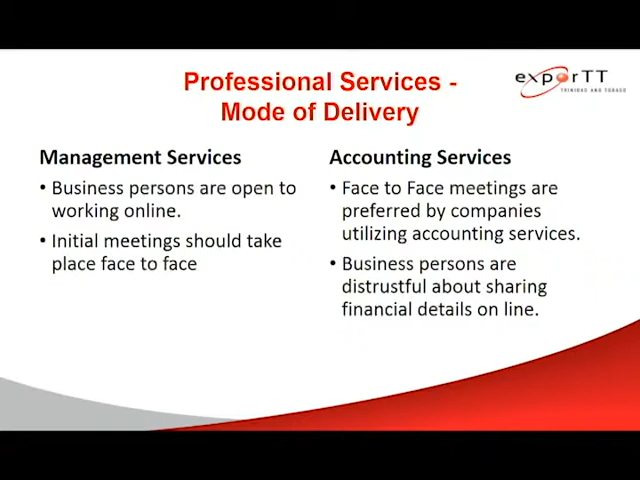 Professional Services -
Mode of Delivery
exporTT
TRINIDAD AND TOBAGO
Management Services
• Business persons are open to
working online.
• Initial meetings should take
place face to face
Accounting Services
• Face to Face meetings are
preferred by companies
utilizing accounting services.
• Business persons are
distrustful about sharing
financial details on line.